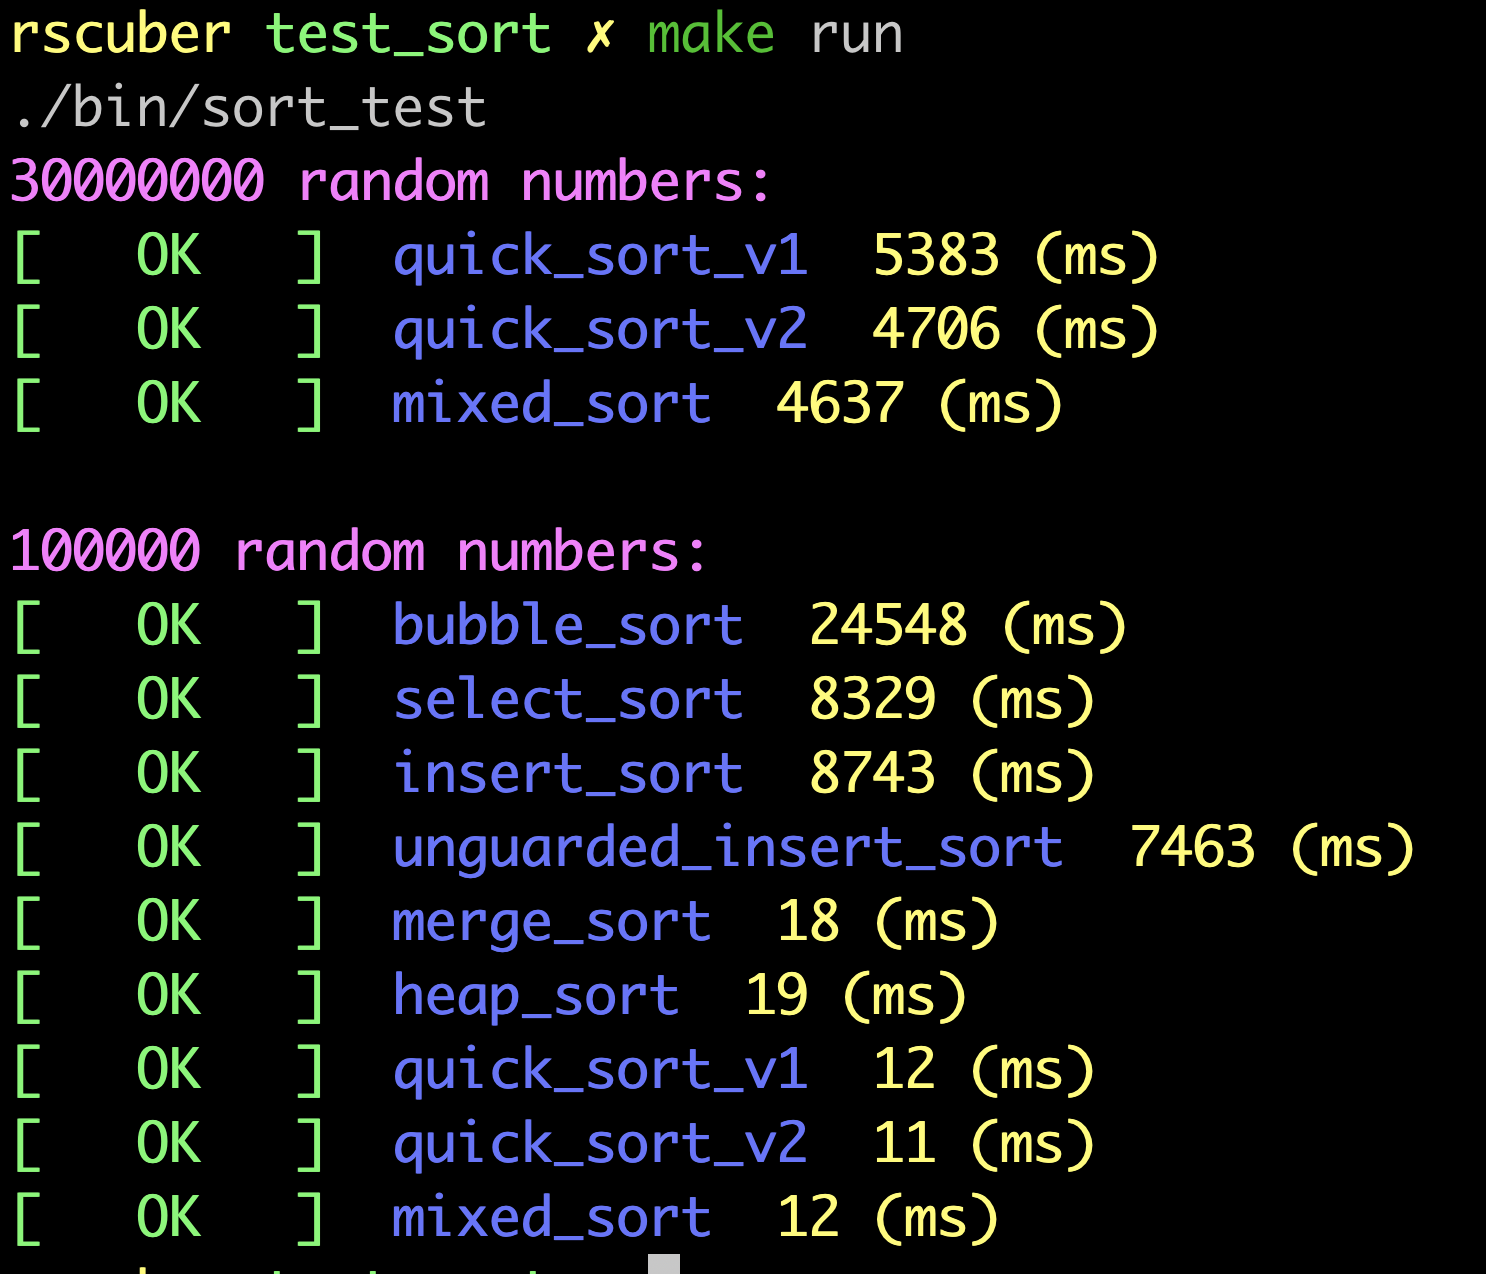 rscuber test_sort ✗ make run
./bin/sort_test
30000000 random numbers:
[   OK   ]  quick_sort_v1  5383 (ms)
[   OK   ]  quick_sort_v2  4706 (ms)
[   OK   ]  mixed_sort  4637 (ms)
100000 random numbers:
[   OK   ]  bubble_sort  24548 (ms)
[   OK   ]  select_sort  8329 (ms)
[   OK   ]  insert_sort  8743 (ms)
[   OK   ]  unguarded_insert_sort  7463 (ms)
[   OK   ]  merge_sort  18 (ms)
[   OK   ]  heap_sort  19 (ms)
[   OK   ]  quick_sort_v1  12 (ms)
[   OK   ]  quick_sort_v2  11 (ms)
[   OK   ]  mixed_sort  12 (ms)